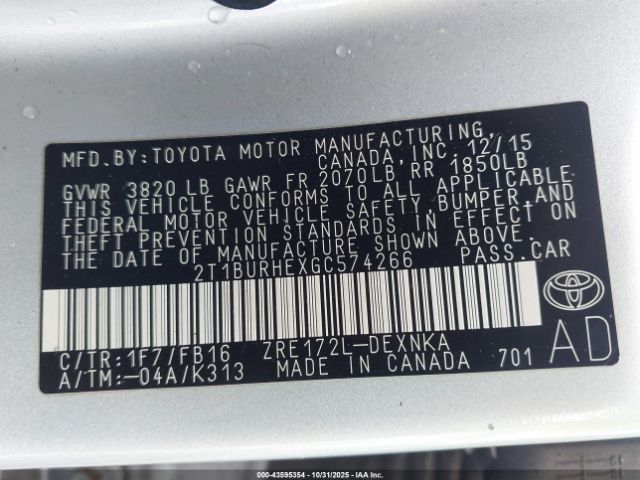 MFD. BY: TOYOTA MOTOR MANUFACTURING,
CANADA, INC. 12/15
GVWR 3820 LB GAWR FR 2070LB, RR 1850LB
THIS VEHICLE CONFORMS TO ALL APPLICABLE
FEDERAL MOTOR VEHICLE SAFETY, BUMPER, AND
THEFT PREVENTION STANDARDS IN EFFECT ON
THE DATE OF MANUFACTURE SHOWN ABOVE.
2T1BURHEXGC574266 PASS. CAR
C/TR: 1F7/FB16 ZRE172L-DEXNKA
A/TM: -04A/K313 MADE IN CANADA 701
AD
© 43595354 | 10/31/2025 | IAA Inc.